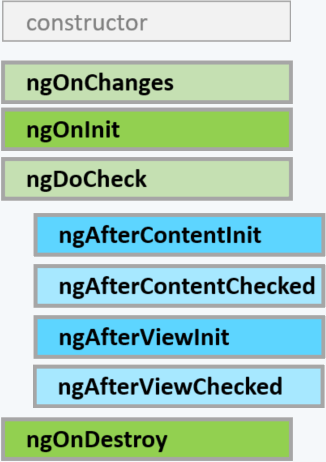 constructor
ngOnChanges
ngOnInit
ngDoCheck
ngAfterContentInit
ngAfterContentChecked
ngAfterViewInit
ngAfterViewChecked
ngOnDestroy